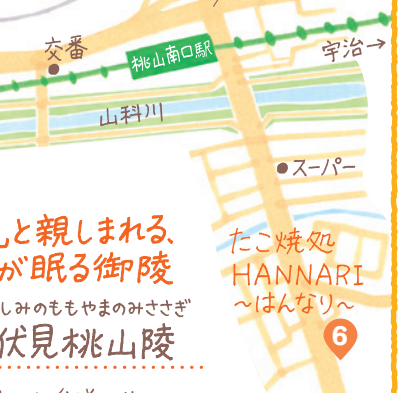 交番
桃山南口駅
宇治→
山科川
スーパー
と親しまれる、
が眠る御陵
しみのももやまのみささぎ
伏見桃山陵
たこ焼処
HANNARI
〜はんなり〜
6